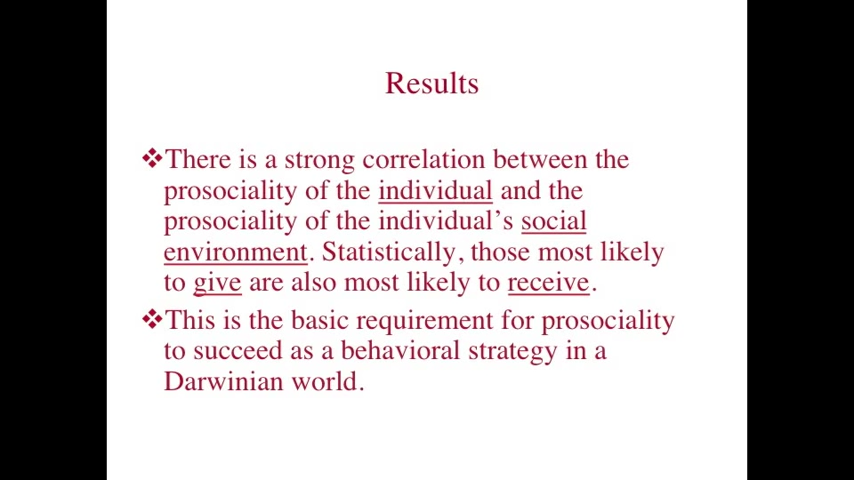 Results
❖There is a strong correlation between the
prosociality of the individual and the
prosociality of the individual’s social
environment. Statistically, those most likely
to give are also most likely to receive.
❖This is the basic requirement for prosociality
to succeed as a behavioral strategy in a
Darwinian world.